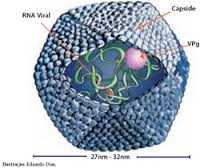 RNA Viral
Cápside
VPg
27nm - 32nm
Ilustração: Eduardo Dias